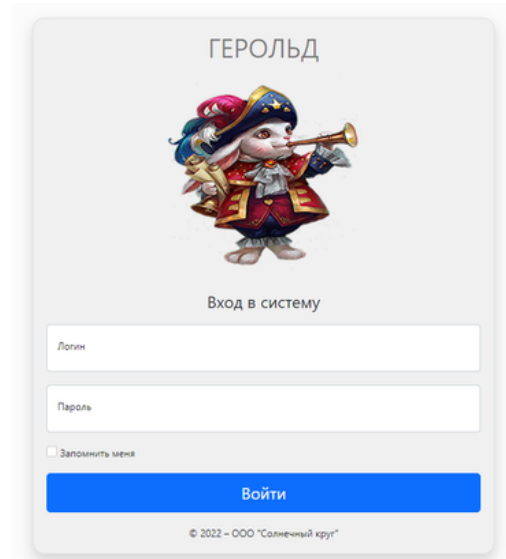 ГЕРОЛЬД
Вход в систему
Логин
Пароль
Запомнить меня
Войти
© 2022 – ООО "Солнечный круг"